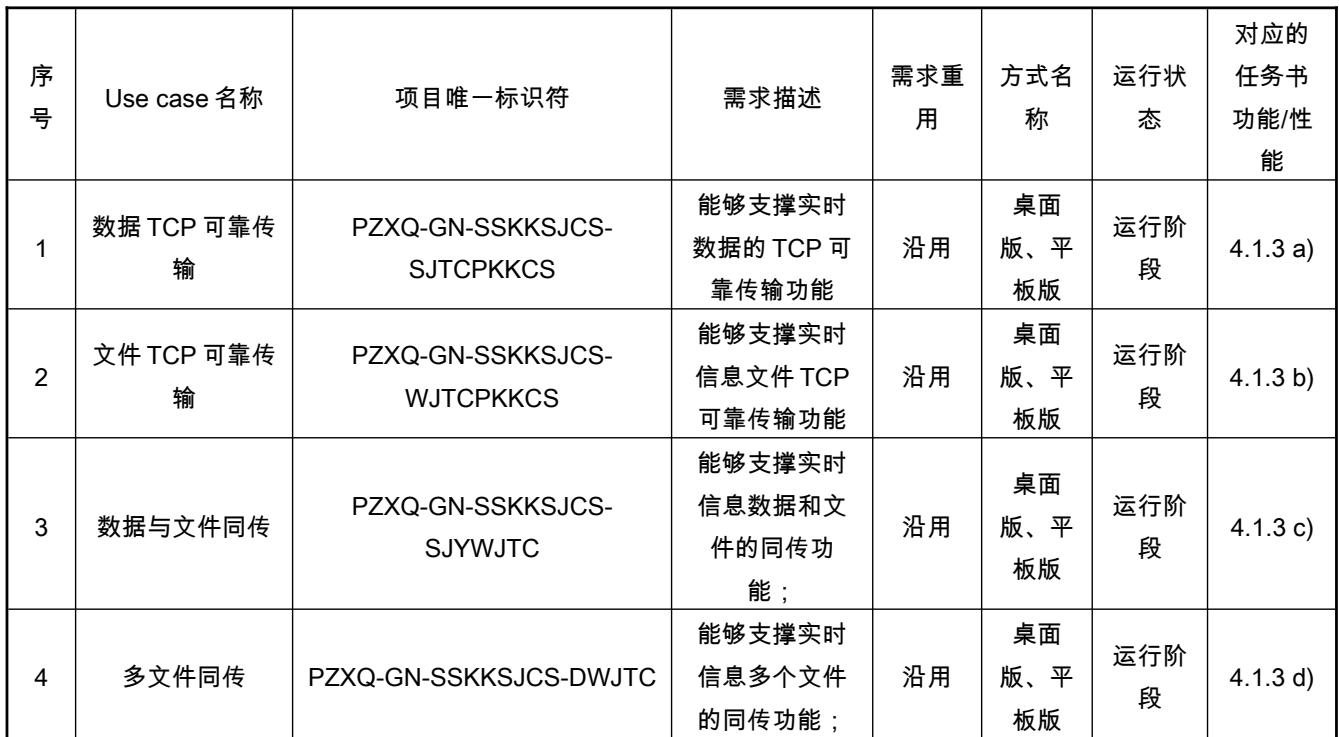 序号
Use case 名称
项目唯一标识符
需求描述
需求重用
方式名称
运行状态
对应的任务书功能/性能
1
数据 TCP 可靠传输
PZXQ-GN-SSKKSJCS-SJTCPKKCS
能够支撑实时数据的 TCP 可靠传输功能
沿用
桌面版、平板版
运行阶段
4.1.3 a)
2
文件 TCP 可靠传输
PZXQ-GN-SSKKSJCS-WJTCPKKCS
能够支撑实时信息文件 TCP 可靠传输功能
沿用
桌面版、平板版
运行阶段
4.1.3 b)
3
数据与文件同传
PZXQ-GN-SSKKSJCS-SJYWJTC
能够支撑实时信息数据和文件的同传功能；
沿用
桌面版、平板版
运行阶段
4.1.3 c)
4
多文件同传
PZXQ-GN-SSKKSJCS-DWJTC
能够支撑实时信息多个文件的同传功能；
沿用
桌面版、平板版
运行阶段
4.1.3 d)